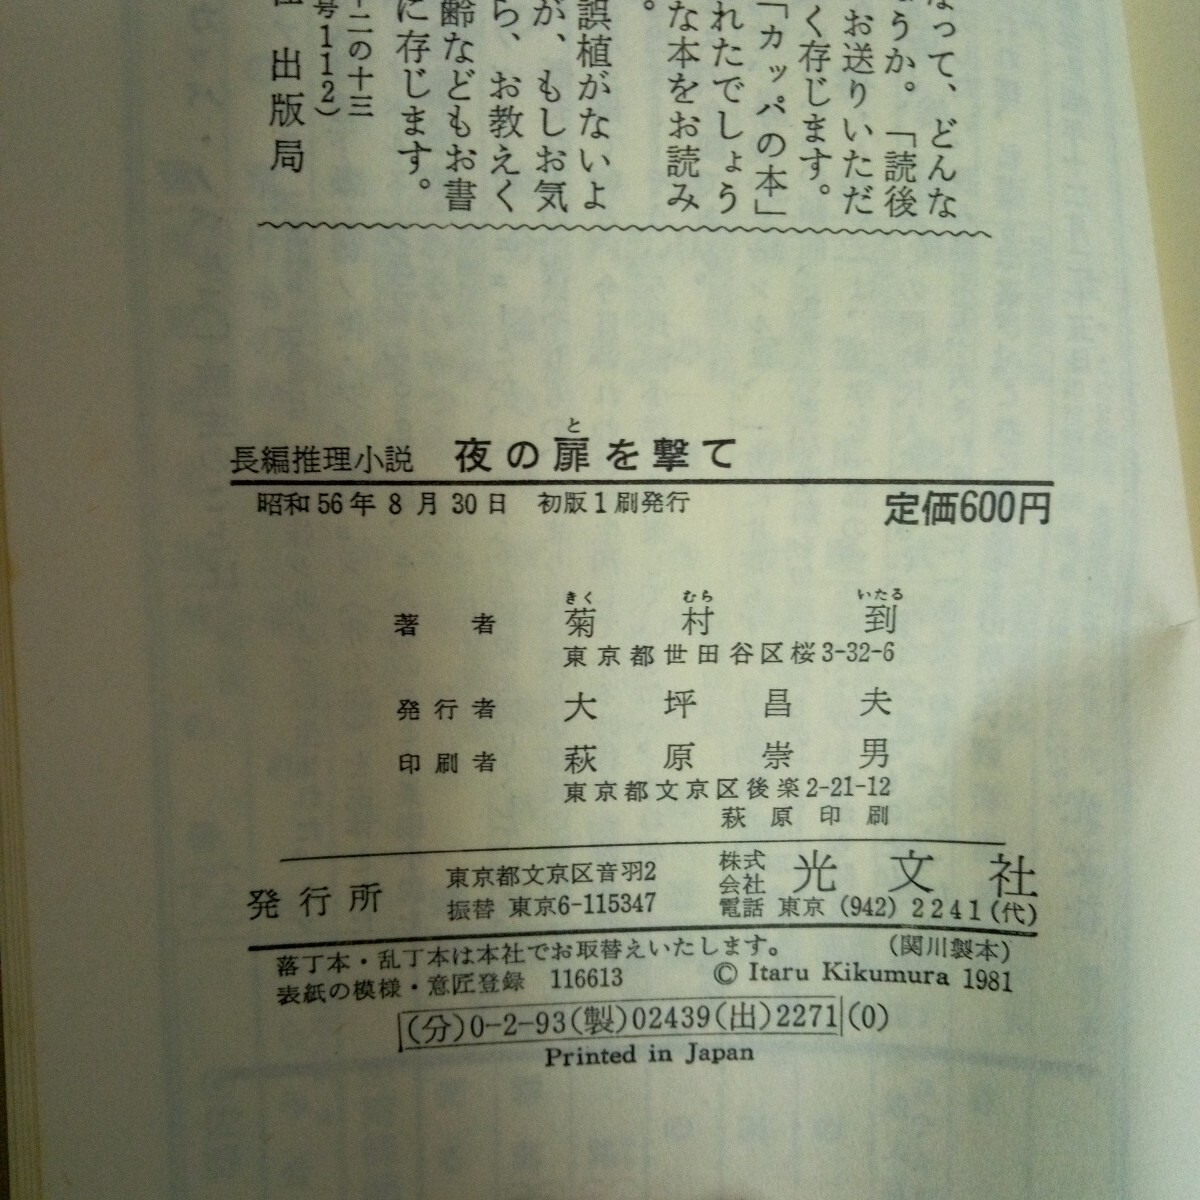 なって、どんな
ようか。「読後
お送りいただ
く存じます。
「カッパの本」
れたでしょう
な本をお読み
。
誤植がないよ
が、もしお気
ら、お教えく
齢などもお書
に存じます。
十二の十三
号112)
出版局
長編推理小説 夜の扉を撃て
と
昭和56年8月30日 初版1刷発行 定価600円
きく むら いたる
著者 菊村到
東京都世田谷区桜3-32-6
発行者 大坪昌夫
印刷者 萩原崇男
東京都文京区後楽2-21-12
萩原印刷
発行所 東京都文京区音羽2 株式会社 光文社
振替 東京6-115347 電話 東京 (942) 2241(代)
落丁本・乱丁本は本社でお取替えいたします。 (関川製本)
表紙の模様・意匠登録 116613 © Itaru Kikumura 1981
(分)0-2-93(製)02439(出)2271(0)
Printed in Japan